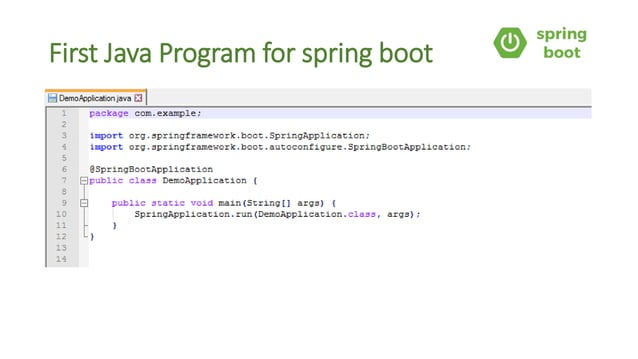 First Java Program for spring boot
spring
boot
DemoApplication.java
1 package com.example;
2
3 import org.springframework.boot.SpringApplication;
4 import org.springframework.boot.autoconfigure.SpringBootApplication;
5
6 @SpringBootApplication
7 public class DemoApplication {
8
9 public static void main(String[] args) {
10 SpringApplication.run(DemoApplication.class, args);
11 }
12 }
13
14